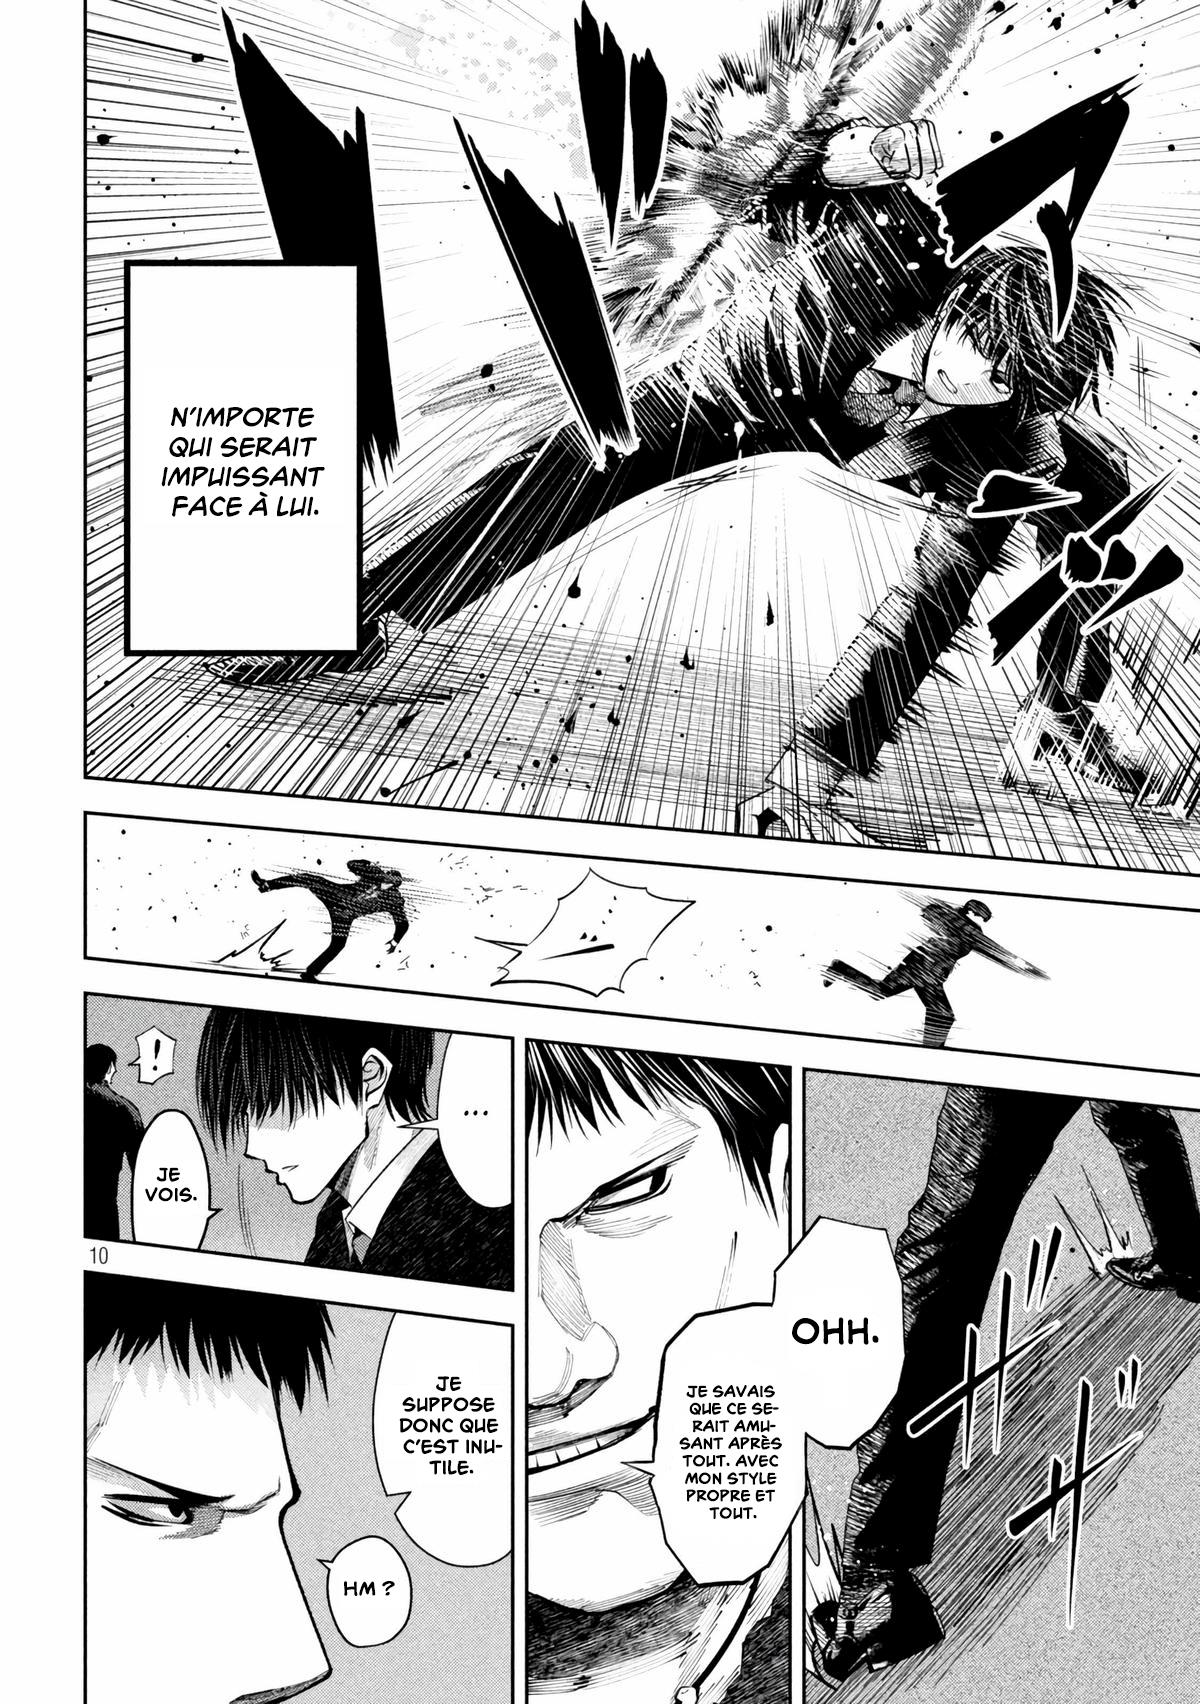 N'IMPORTE
QUI SERAIT
IMPUISSANT
FACE À LUI.
...
OHH.
JE SAVAIS
QUE CE SE-
RAIT AMU-
SANT APRÈS
TOUT. AVEC
MON STYLE
PROPRE ET
TOUT.
...
!
JE
VOIS.
10
JE
SUPPOSE
DONC QUE
C'EST INU-
TILE.
HM ?